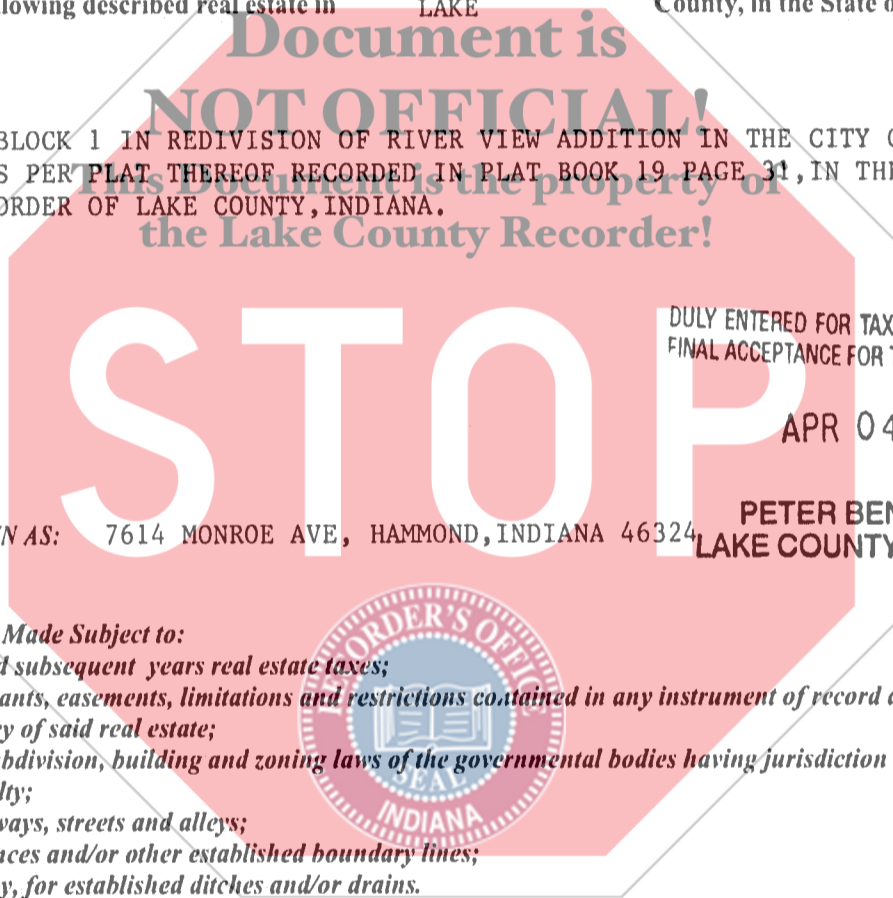 lowing described real estate in LAKE County, in the State o
Document is
NOT OFFICIAL!
BLOCK 1 IN REDIVISION OF RIVER VIEW ADDITION IN THE CITY O
S PER PLAT THEREOF RECORDED IN PLAT BOOK 19 PAGE 31,IN THE
This Document is the property of
ORDER OF LAKE COUNTY,INDIANA.
the Lake County Recorder!
STOP
DULY ENTERED FOR TAX
FINAL ACCEPTANCE FOR T
APR 04
PETER BEN
N AS: 7614 MONROE AVE, HAMMOND,INDIANA 46324
LAKE COUNTY
RECORDER'S OFFICE
SEAL
INDIANA
Made Subject to:
d subsequent years real estate taxes;
ants, easements, limitations and restrictions contained in any instrument of record a
y of said real estate;
bdivision, building and zoning laws of the governmental bodies having jurisdiction
lty;
ways, streets and alleys;
nces and/or other established boundary lines;
y, for established ditches and/or drains.